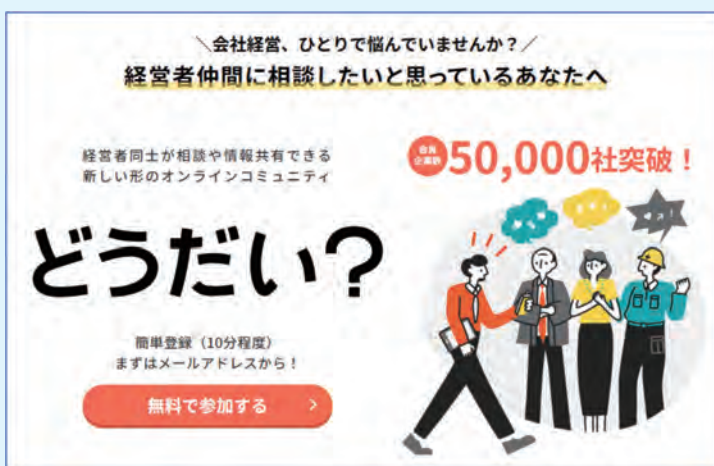 ＼会社経営、ひとりで悩んでいませんか？／
経営者仲間に相談したいと思っているあなたへ
経営者同士が相談や情報共有できる
新しい形のオンラインコミュニティ
会員
企業数
50,000社突破！
どうだい？
簡単登録（10分程度）
まずはメールアドレスから！
無料で参加する